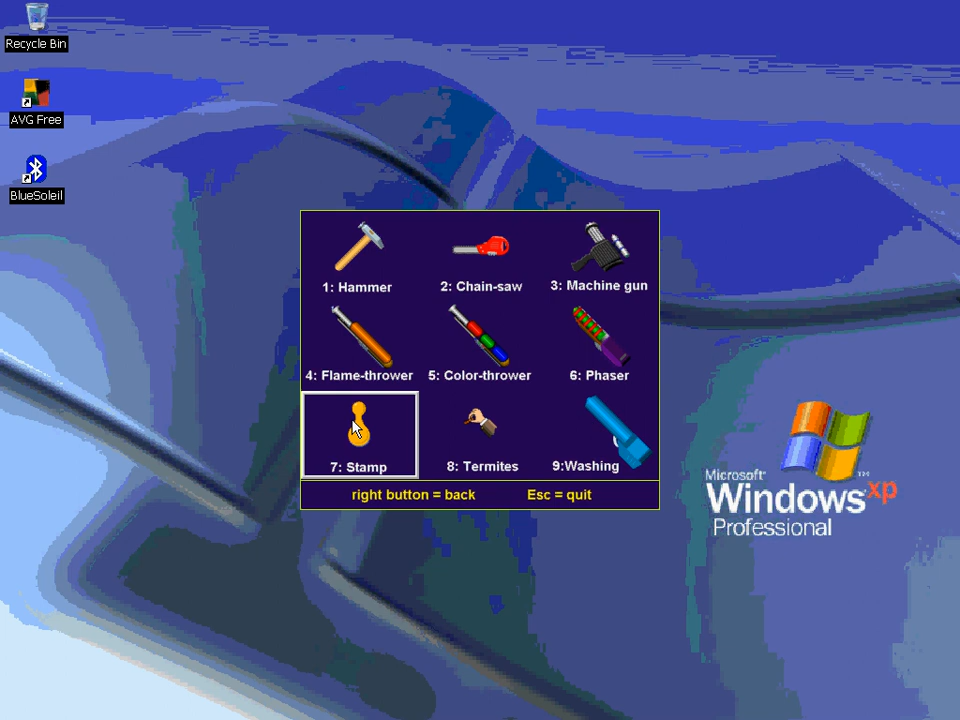 Recycle Bin
AVG Free
BlueSoleil
1: Hammer
2: Chain-saw
3: Machine gun
4: Flame-thrower
5: Color-thrower
6: Phaser
7: Stamp
8: Termites
9:Washing
right button = back
Esc = quit
Microsoft
Windows xp
Professional